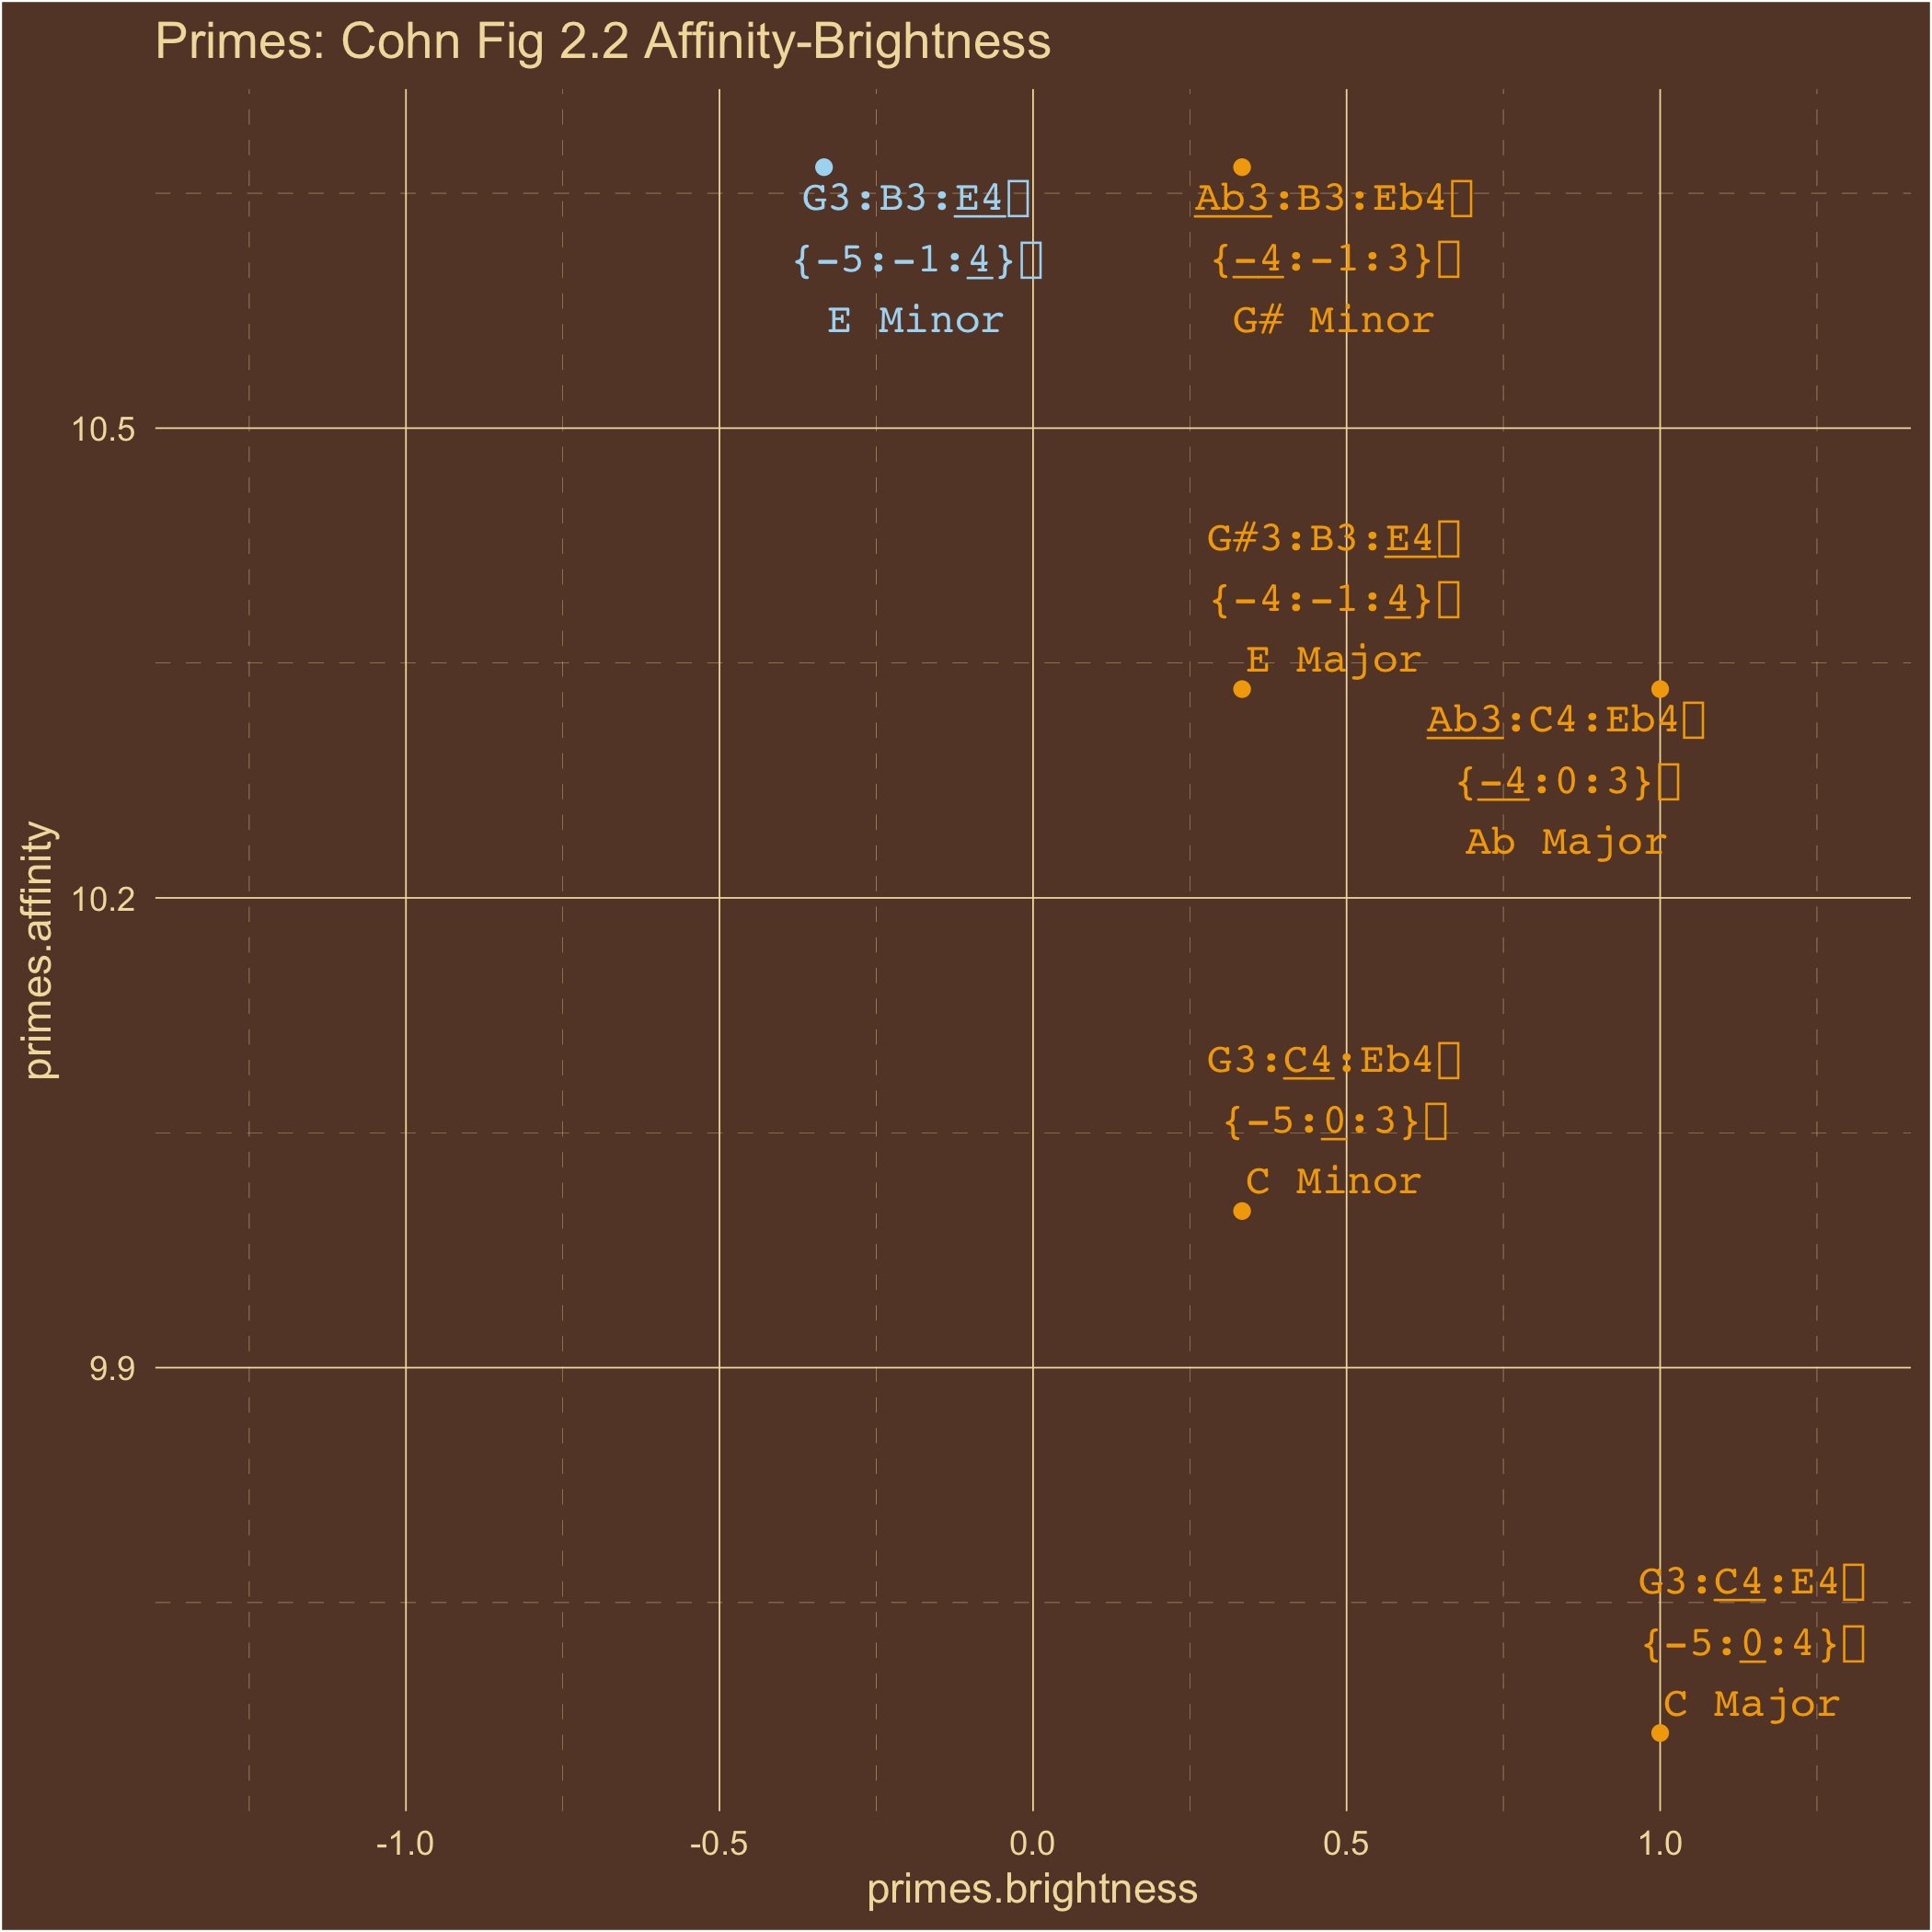 Primes: Cohn Fig 2.2 Affinity-Brightness
G3:B3:E4
{-5:-1:4}
E Minor
Ab3:B3:Eb4
{-4:-1:3}
G# Minor
10.5
G#3:B3:E4
{-4:-1:4}
E Major
Ab3:C4:Eb4
{-4:0:3}
Ab Major
10.2
primes.affinity
G3:C4:Eb4
{-5:0:3}
C Minor
9.9
G3:C4:E4
{-5:0:4}
C Major
-1.0
-0.5
0.0
0.5
1.0
primes.brightness